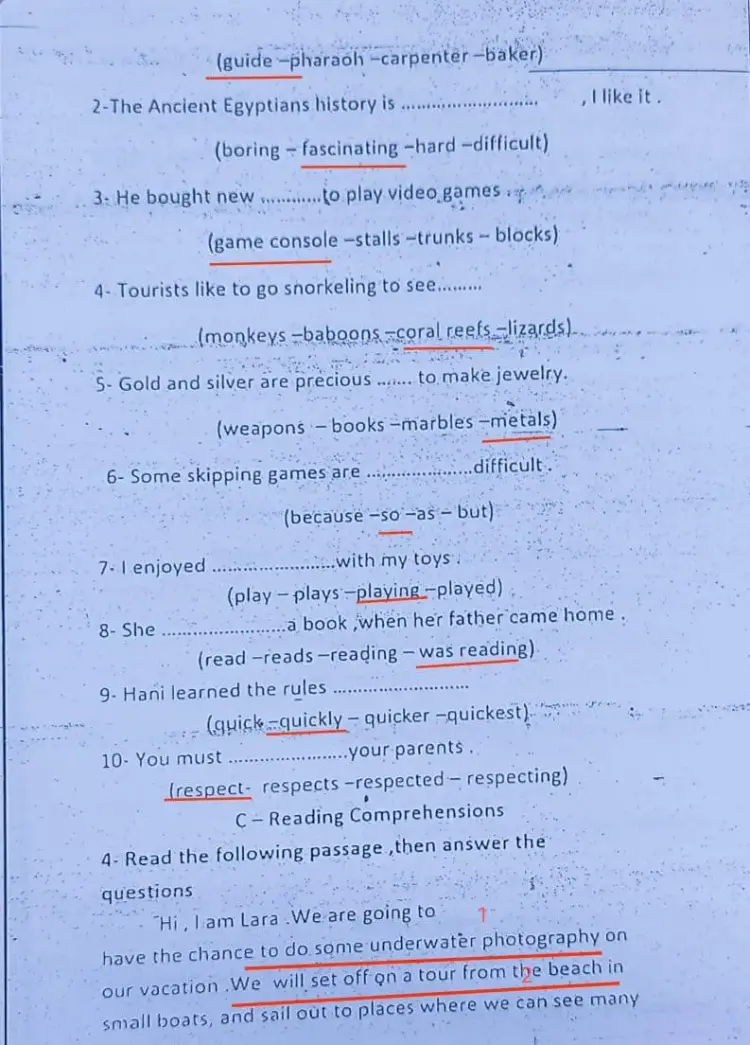 (guide –pharaoh –carpenter –baker)
2-The Ancient Egyptians history is ............................ , I like it .
(boring – fascinating –hard –difficult)
3- He bought new ............to play video games .
(game console –stalls –trunks – blocks)
4- Tourists like to go snorkeling to see.........
(monkeys –baboons –coral reefs –lizards)
5- Gold and silver are precious ....... to make jewelry.
(weapons – books –marbles –metals)
6- Some skipping games are .....................difficult .
(because –so –as – but)
7- I enjoyed ........................with my toys .
(play – plays –playing –played)
8- She ........................a book ,when her father came home .
(read –reads –reading – was reading)
9- Hani learned the rules ...........................
(quick –quickly – quicker –quickest)
10- You must .......................your parents .
(respect- respects –respected – respecting)
C – Reading Comprehensions
4- Read the following passage ,then answer the
questions
Hi , I am Lara .We are going to 1
have the chance to do some underwater photography on
our vacation .We will set off on a tour from the beach in 2
small boats, and sail out to places where we can see many